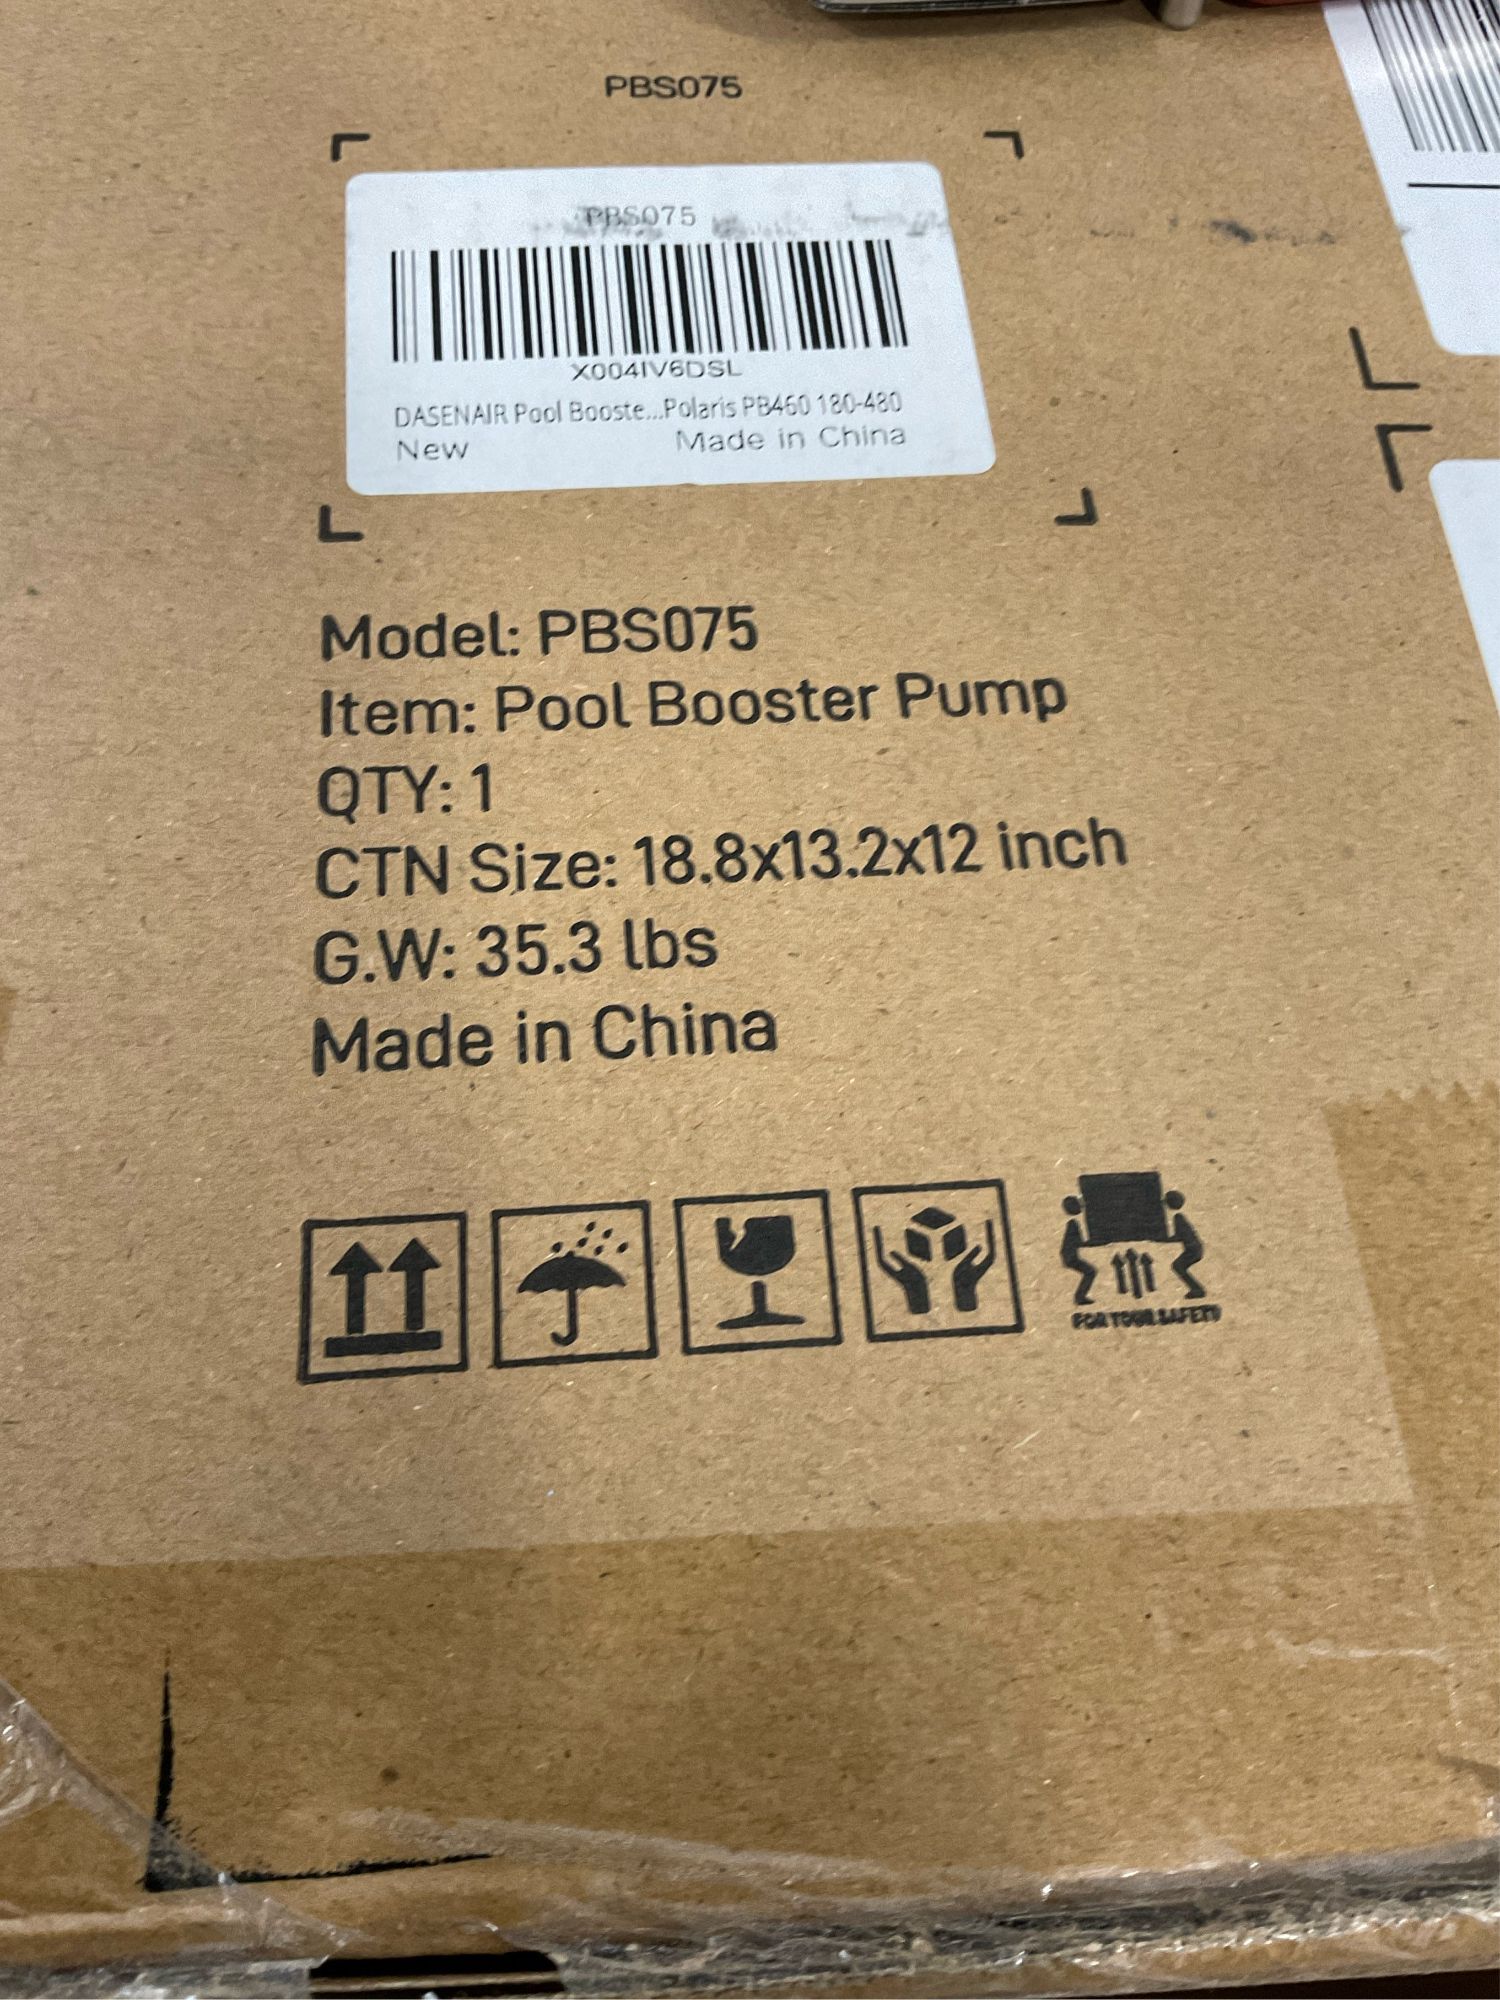 PBS075
PBS075
X004IV6DSL
DASENAIR Pool Booste...Polaris PB460 180-480
New Made in China
Model: PBS075
Item: Pool Booster Pump
QTY: 1
CTN Size: 18.8x13.2x12 inch
G.W: 35.3 lbs
Made in China
FOR YOUR SAFETY